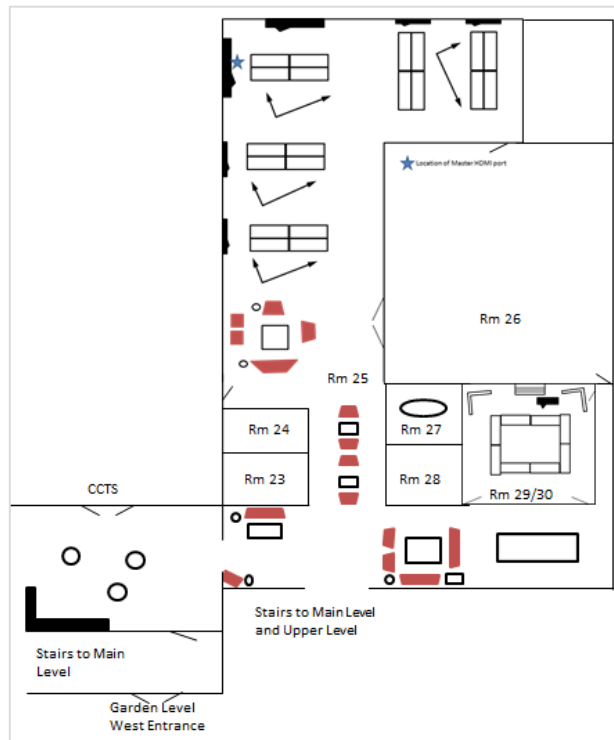 Location of Master HDMI port
Rm 26
Rm 25
Rm 24
Rm 27
Rm 23
Rm 28
CCTS
Rm 29/30
Stairs to Main Level
and Upper Level
Stairs to Main
Level
Garden Level
West Entrance